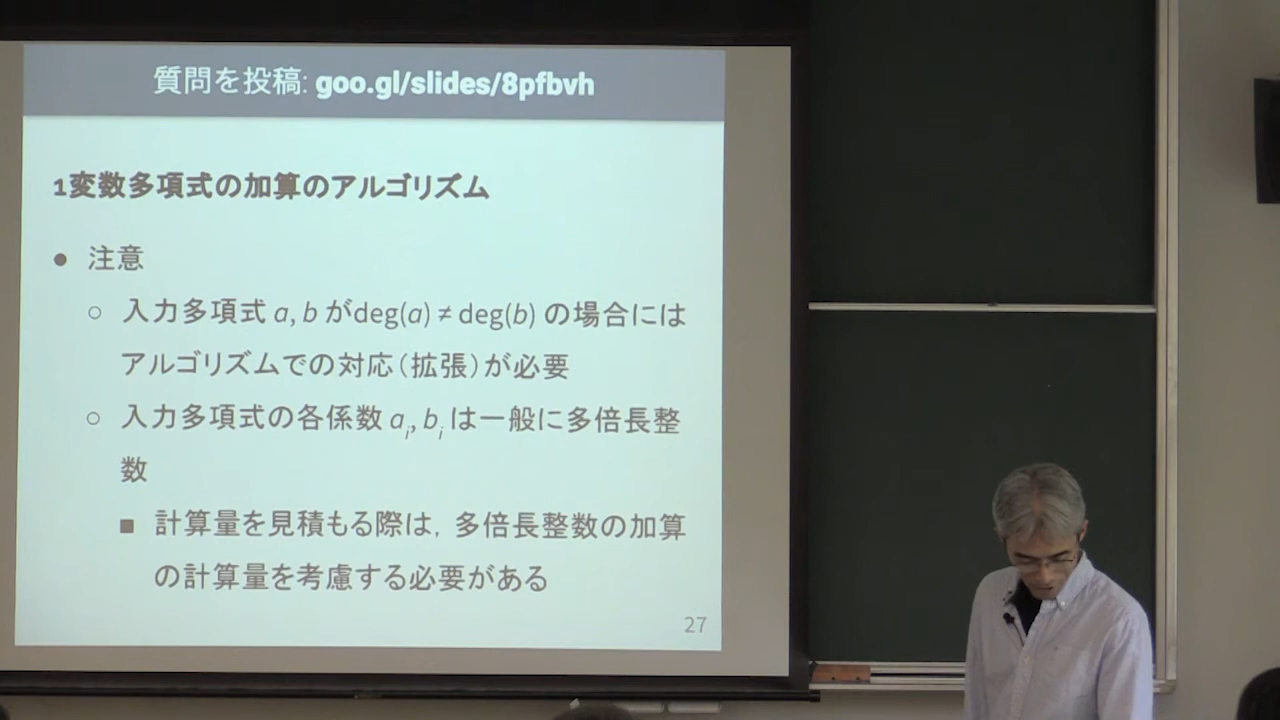 質問を投稿: goo.gl/slides/8pfbvh
1変数多項式の加算のアルゴリズム
● 注意
○ 入力多項式 a, b がdeg(a) ≠ deg(b) の場合には
アルゴリズムでの対応（拡張）が必要
○ 入力多項式の各係数 ai, bi は一般に多倍長整
数
■ 計算量を見積もる際は，多倍長整数の加算
の計算量を考慮する必要がある
27